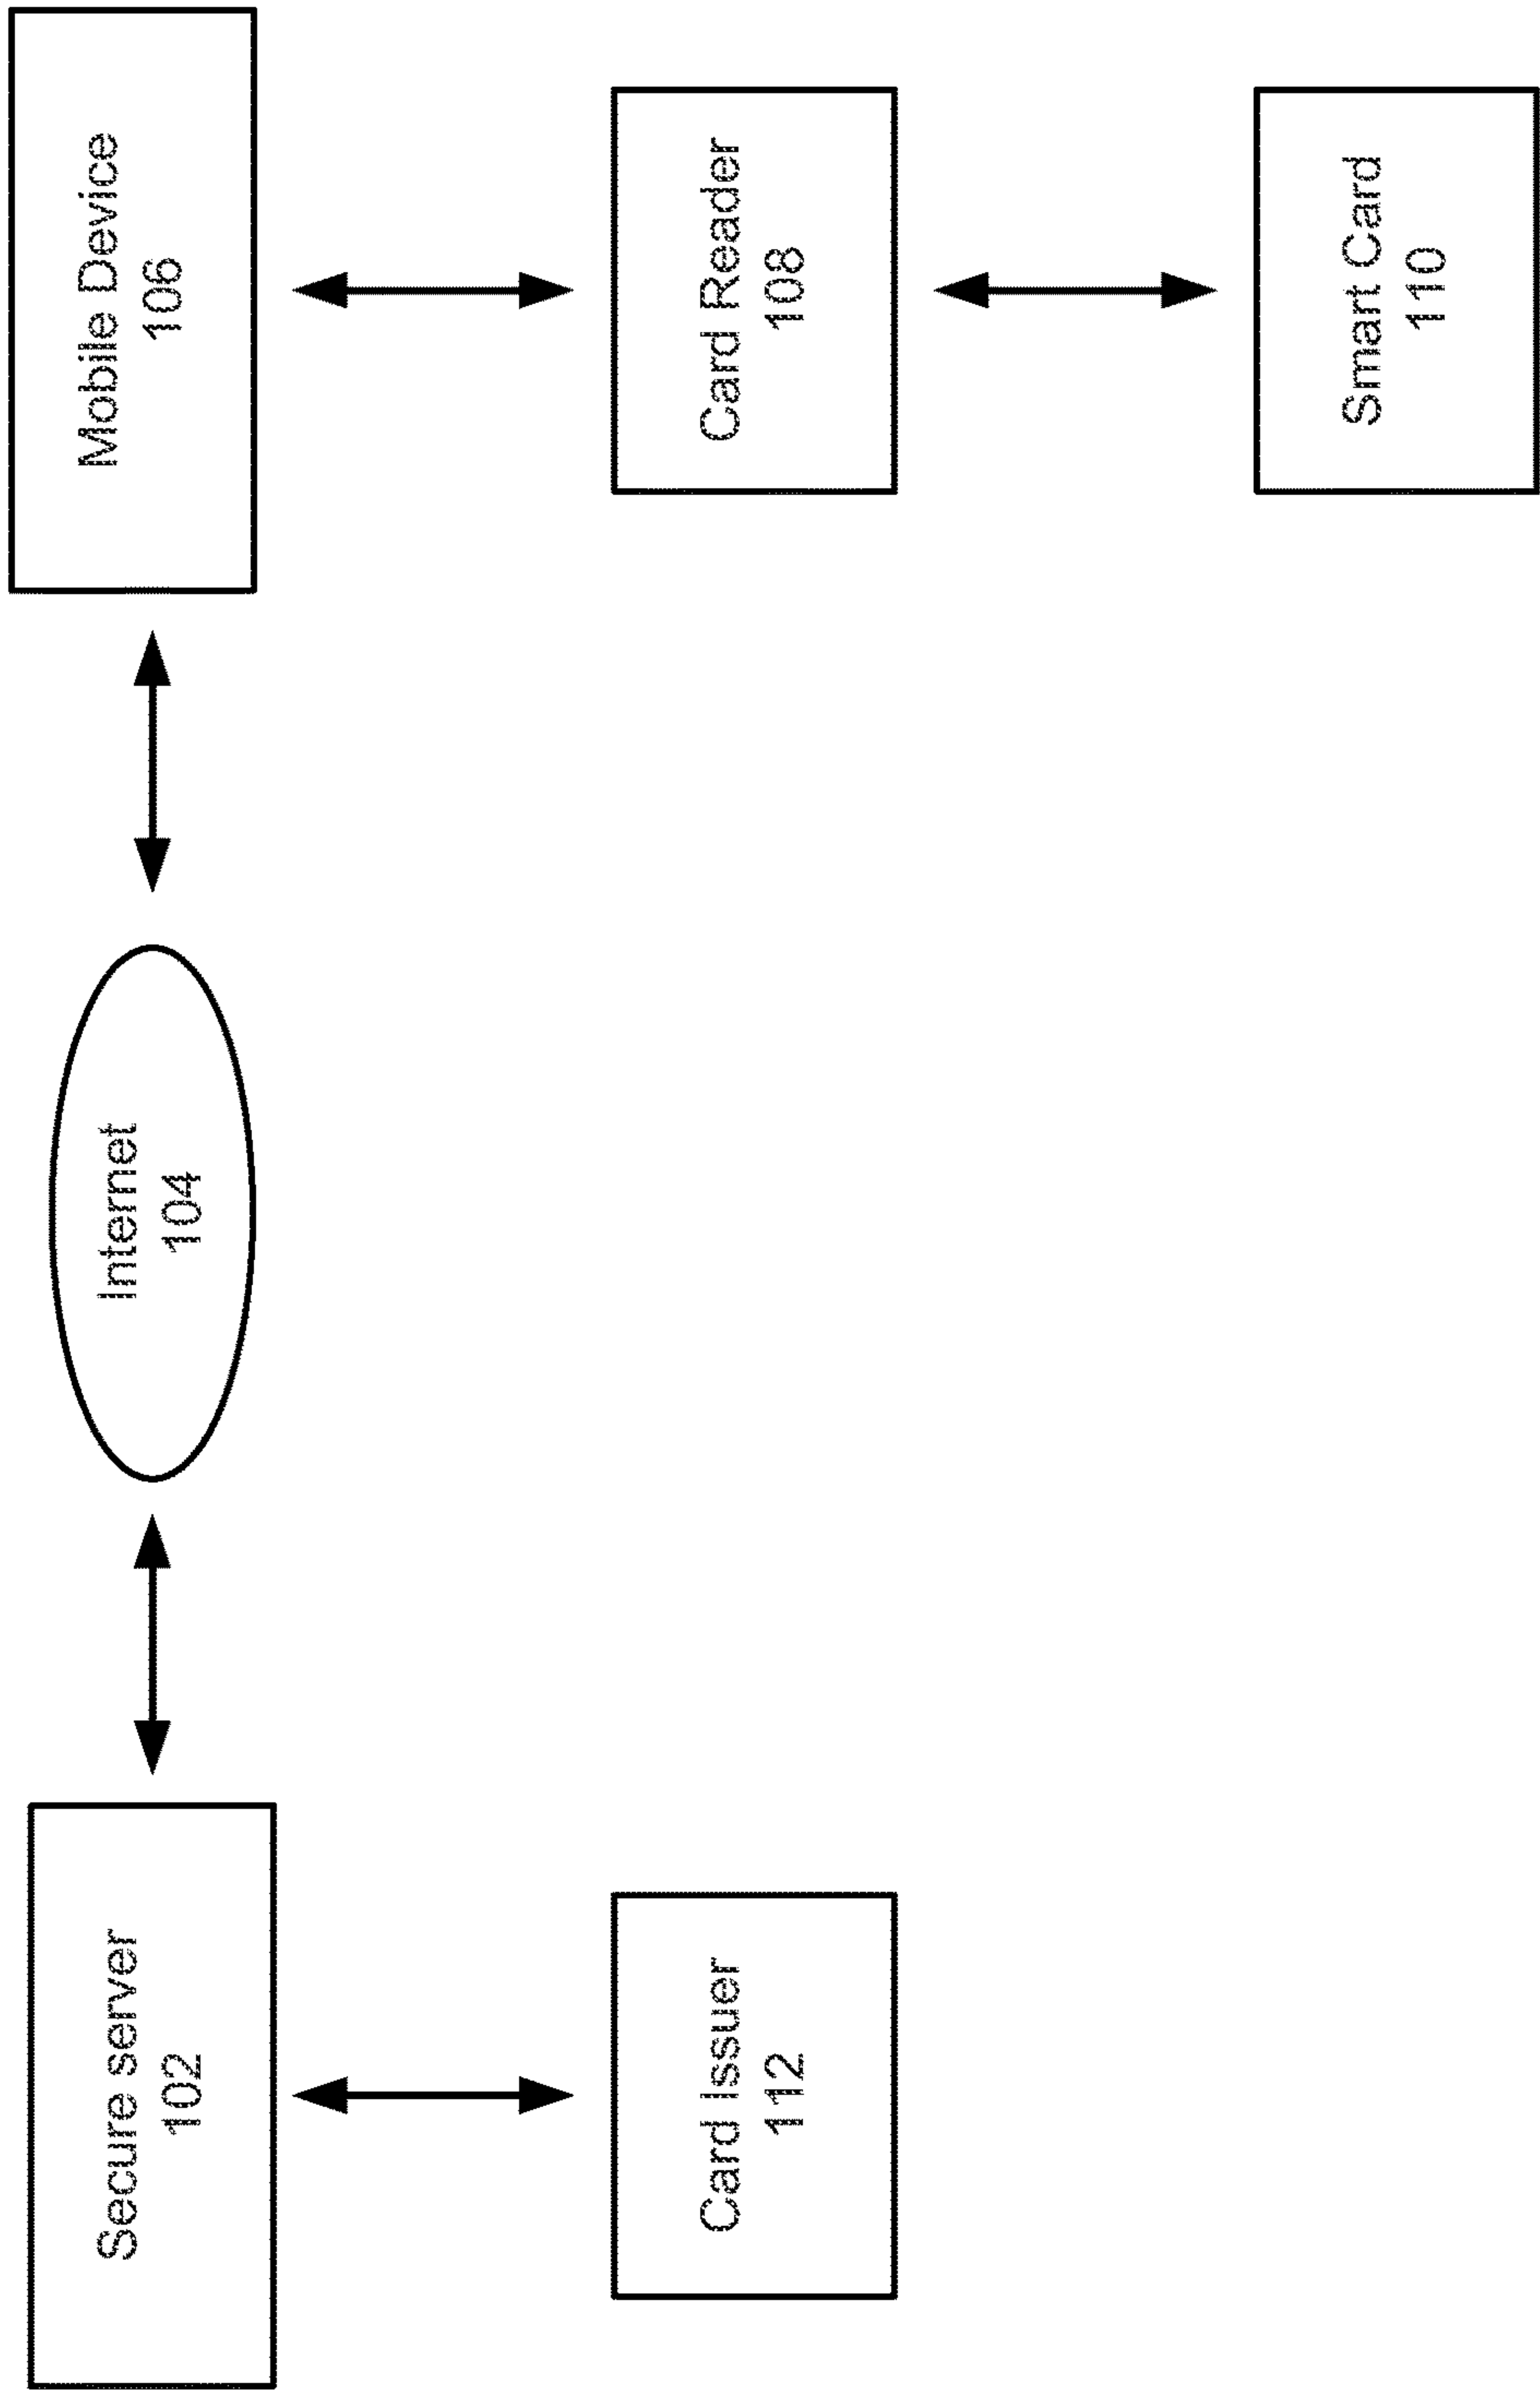 Secure server
102
Internet
104
Mobile Device
106
Card Issuer
112
Card Reader
108
Smart Card
110